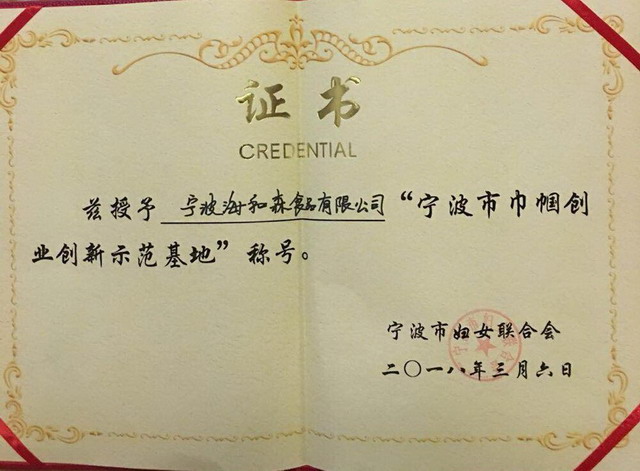 证书
CREDENTIAL
兹授予 宁波海和森食品有限公司 “宁波市巾帼创
业创新示范基地”称号。
宁波市妇女联合会
二〇一八年三月六日